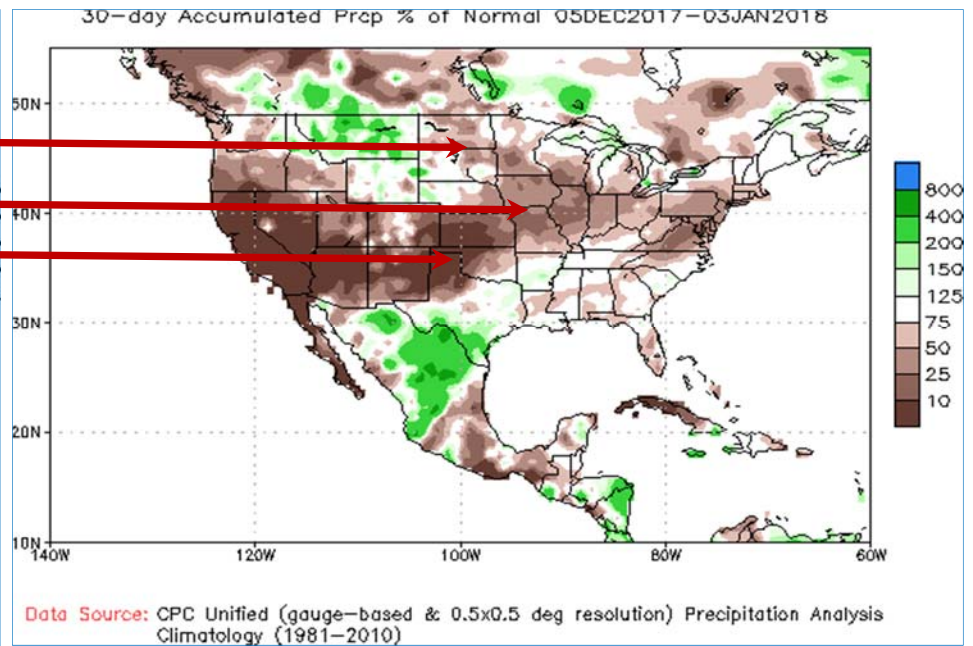 30-day Accumulated Prcp % of Normal 05DEC2017-03JAN2018
50N
40N
30N
20N
10N
140W 120W 100W 80W 60W
800
400
200
150
125
75
50
25
10
Data Source: CPC Unified (gauge-based & 0.5x0.5 deg resolution) Precipitation Analysis
Climatology (1981-2010)